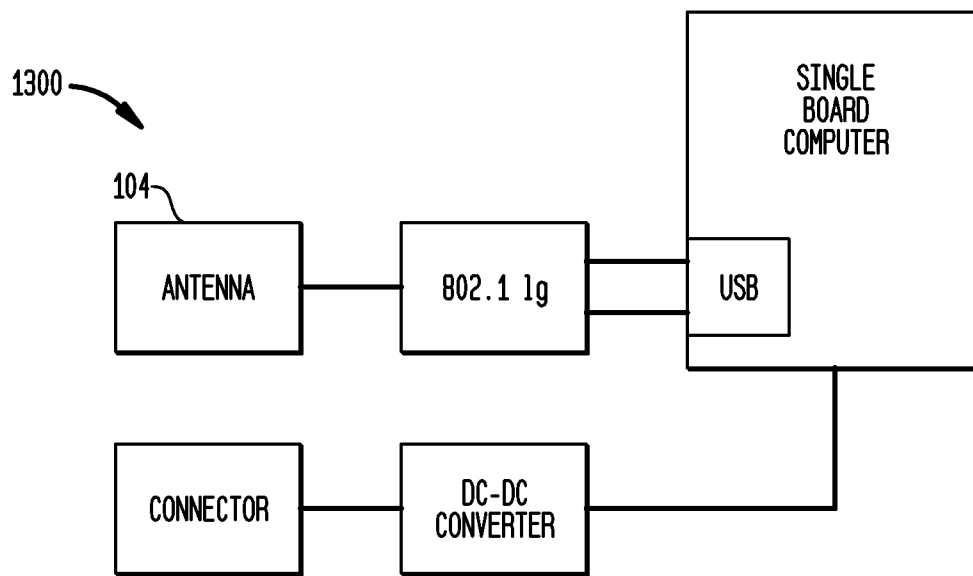 1300
SINGLE
BOARD
COMPUTER
104
ANTENNA
802.1 lg
USB
CONNECTOR
DC-DC
CONVERTER